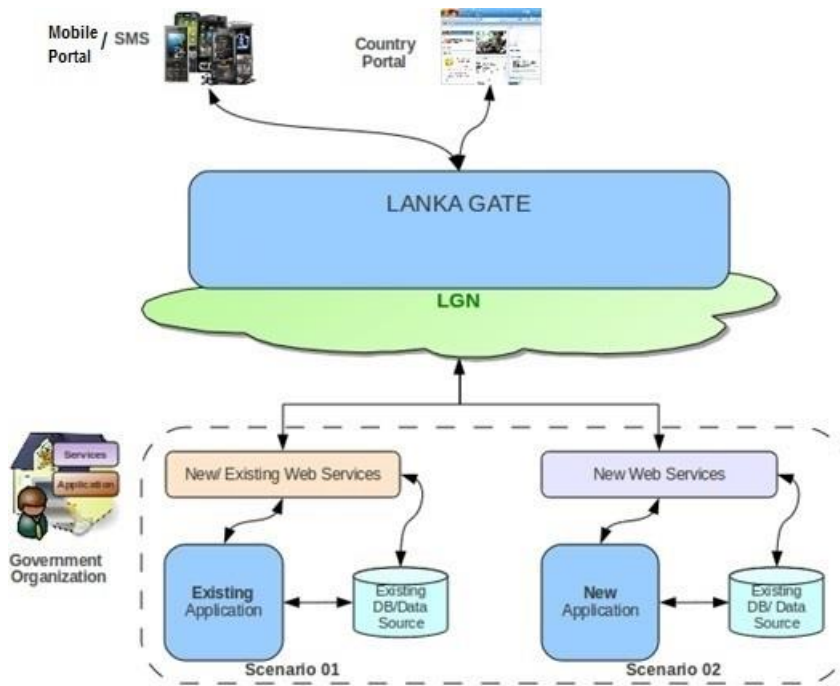 Mobile / SMS
Portal
Country
Portal
LANKA GATE
LGN
Services
Application
Government
Organization
New/ Existing Web Services
New Web Services
Existing
Application
Existing
DB/Data
Source
New
Application
Existing
DB/ Data
Source
Scenario 01
Scenario 02